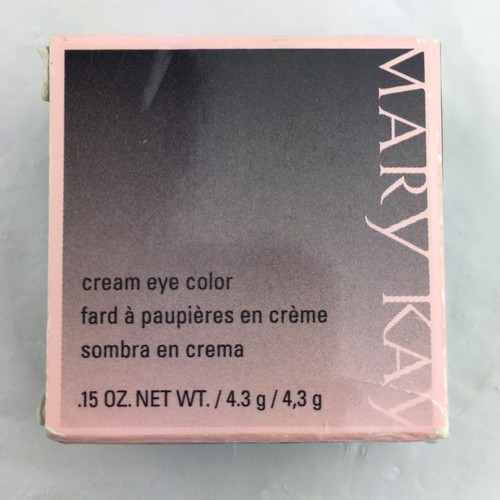 MARY KAY
cream eye color
fard à paupières en crème
sombra en crema
.15 OZ. NET WT. / 4.3 g / 4,3 g